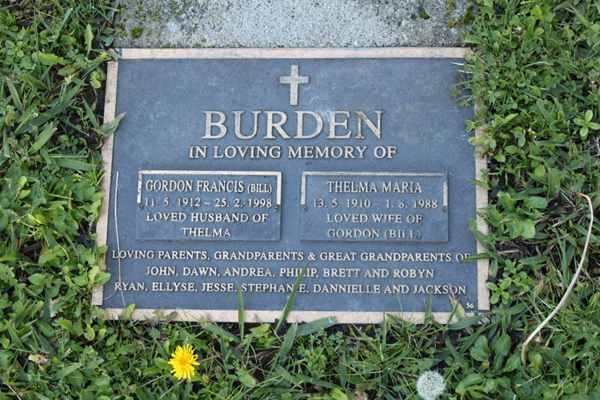 BURDEN
IN LOVING MEMORY OF
GORDON FRANCIS (BILL)
11. 5. 1912 - 25. 2. 1998
LOVED HUSBAND OF
THELMA
THELMA MARIA
13. 5. 1910 - 1. 8. 1988
LOVED WIFE OF
GORDON (BILL)
LOVING PARENTS, GRANDPARENTS & GREAT GRANDPARENTS OF
JOHN, DAWN, ANDREA, PHILIP, BRETT AND ROBYN
RYAN, ELLYSE, JESSE, STEPHANIE, DANNIELLE AND JACKSON
56